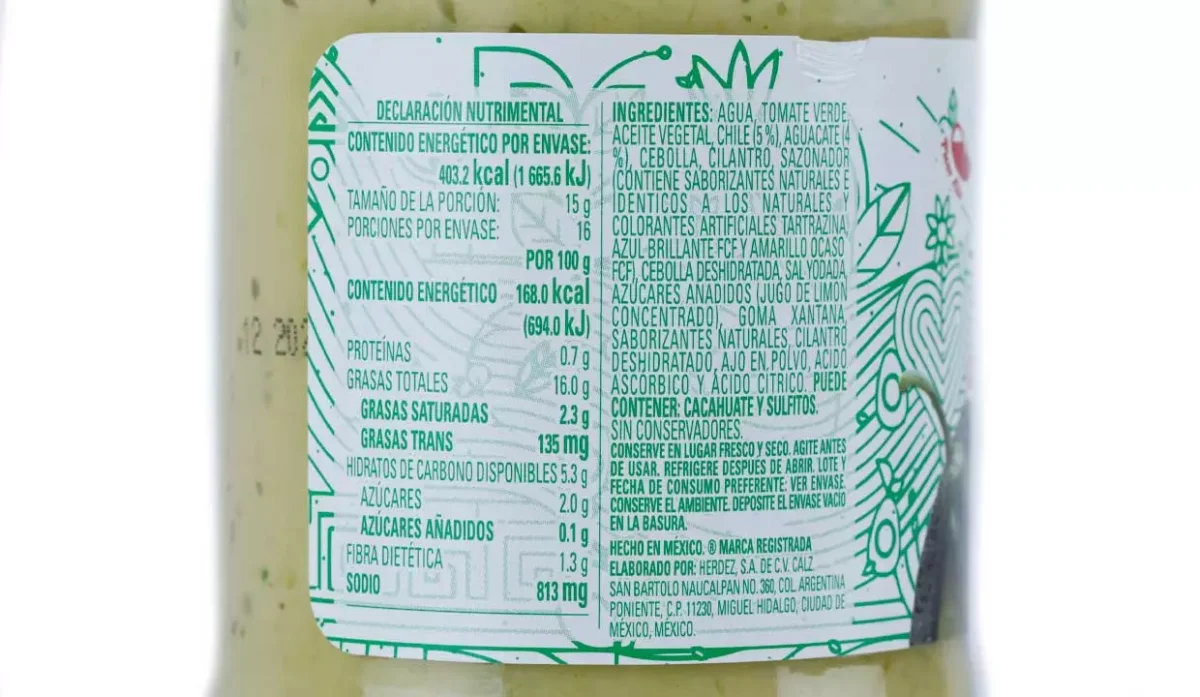 DECLARACIÓN NUTRIMENTAL
CONTENIDO ENERGÉTICO POR ENVASE:
403.2 kcal (1 665.6 kJ)
TAMAÑO DE LA PORCIÓN: 15 g
PORCIONES POR ENVASE: 16
POR 100 g
CONTENIDO ENERGÉTICO 168.0 kcal
(694.0 kJ)
PROTEÍNAS 0.7 g
GRASAS TOTALES 16.0 g
GRASAS SATURADAS 2.3 g
GRASAS TRANS 135 mg
HIDRATOS DE CARBONO DISPONIBLES 5.3 g
AZÚCARES 2.0 g
AZÚCARES AÑADIDOS 0.1 g
FIBRA DIETÉTICA 1.3 g
SODIO 813 mg
INGREDIENTES: AGUA, TOMATE VERDE,
ACEITE VEGETAL, CHILE (5 %), AGUACATE (4
%), CEBOLLA, CILANTRO, SAZONADOR
(CONTIENE SABORIZANTES NATURALES E
IDÉNTICOS A LOS NATURALES Y
COLORANTES ARTIFICIALES TARTRAZINA,
AZUL BRILLANTE FCF Y AMARILLO OCASO
FCF), CEBOLLA DESHIDRATADA, SAL YODADA,
AZÚCARES AÑADIDOS (JUGO DE LIMÓN
CONCENTRADO), GOMA XANTANA,
SABORIZANTES NATURALES, CILANTRO
DESHIDRATADO, AJO EN POLVO, ÁCIDO
ASCÓRBICO Y ÁCIDO CÍTRICO. PUEDE
CONTENER: CACAHUATE Y SULFITOS.
SIN CONSERVADORES.
CONSERVE EN LUGAR FRESCO Y SECO. AGITE ANTES
DE USAR. REFRIGERE DESPUÉS DE ABRIR. LOTE Y
FECHA DE CONSUMO PREFERENTE: VER ENVASE.
CONSERVE EL AMBIENTE. DEPOSITE EL ENVASE VACÍO
EN LA BASURA.
HECHO EN MÉXICO. ® MARCA REGISTRADA
ELABORADO POR: HERDEZ, S.A. DE C.V. CALZ.
SAN BARTOLO NAUCALPAN NO. 360, COL. ARGENTINA
PONIENTE, C.P. 11230, MIGUEL HIDALGO, CIUDAD DE
MÉXICO, MÉXICO.